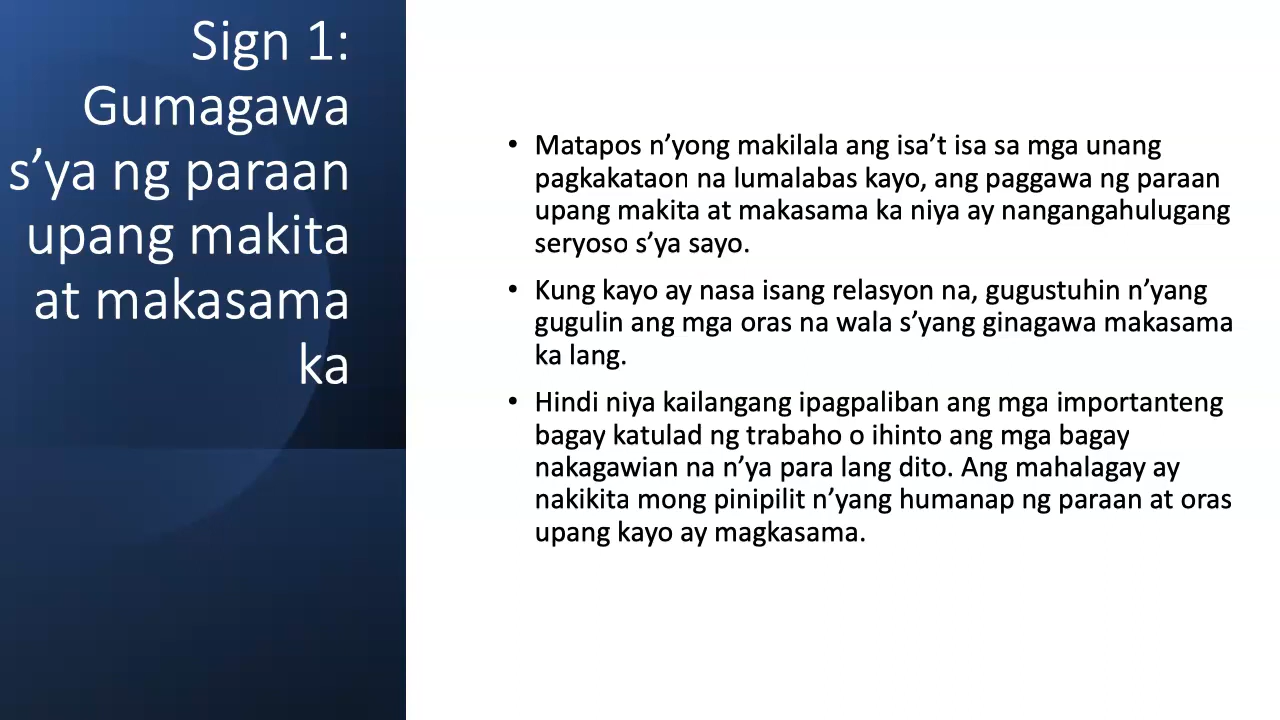 Sign 1:
Gumagawa
s’ya ng paraan
upang makita
at makasama
ka
• Matapos n’yong makilala ang isa’t isa sa mga unang
pagkakataon na lumalabas kayo, ang paggawa ng paraan
upang makita at makasama ka niya ay nangangahulugang
seryoso s’ya sayo.
• Kung kayo ay nasa isang relasyon na, gugustuhin n’yang
gugulin ang mga oras na wala s’yang ginagawa makasama
ka lang.
• Hindi niya kailangang ipagpaliban ang mga importanteng
bagay katulad ng trabaho o ihinto ang mga bagay
nakagawian na n’ya para lang dito. Ang mahalagay ay
nakikita mong pinipilit n’yang humanap ng paraan at oras
upang kayo ay magkasama.